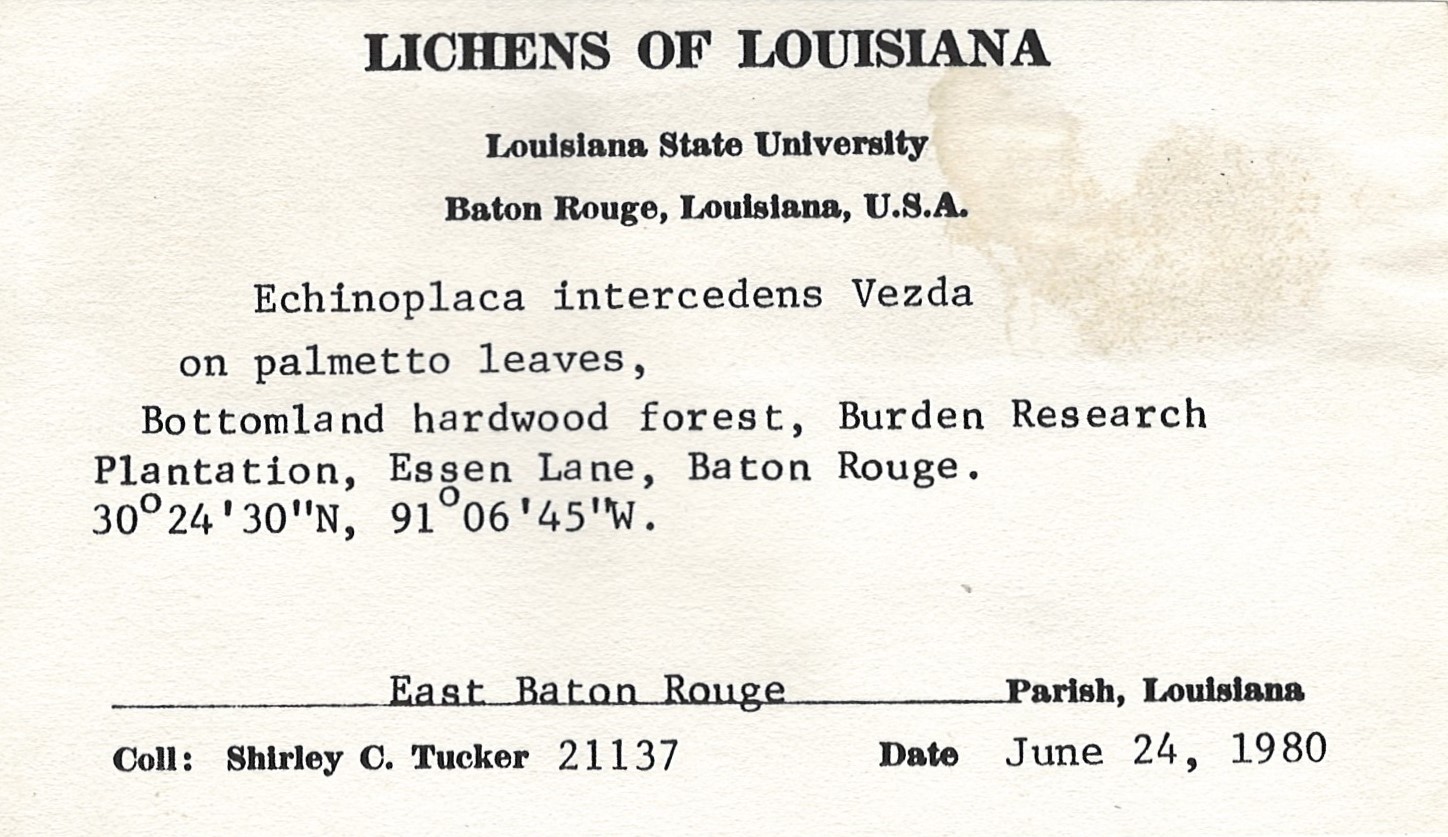 LICHENS OF LOUISIANA
Louisiana State University
Baton Rouge, Louisiana, U.S.A.
Echinoplaca intercedens Vezda
on palmetto leaves,
Bottomland hardwood forest, Burden Research
Plantation, Essen Lane, Baton Rouge.
30°24'30"N, 91°06'45"W.
East Baton Rouge Parish, Louisiana
Coll: Shirley C. Tucker 21137 Date June 24, 1980